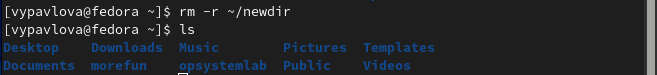 [vypavlova@fedora ~]$ rm -r ~/newdir
[vypavlova@fedora ~]$ ls
Desktop Downloads Music Pictures Templates
Documents morefun opsystemlab Public Videos